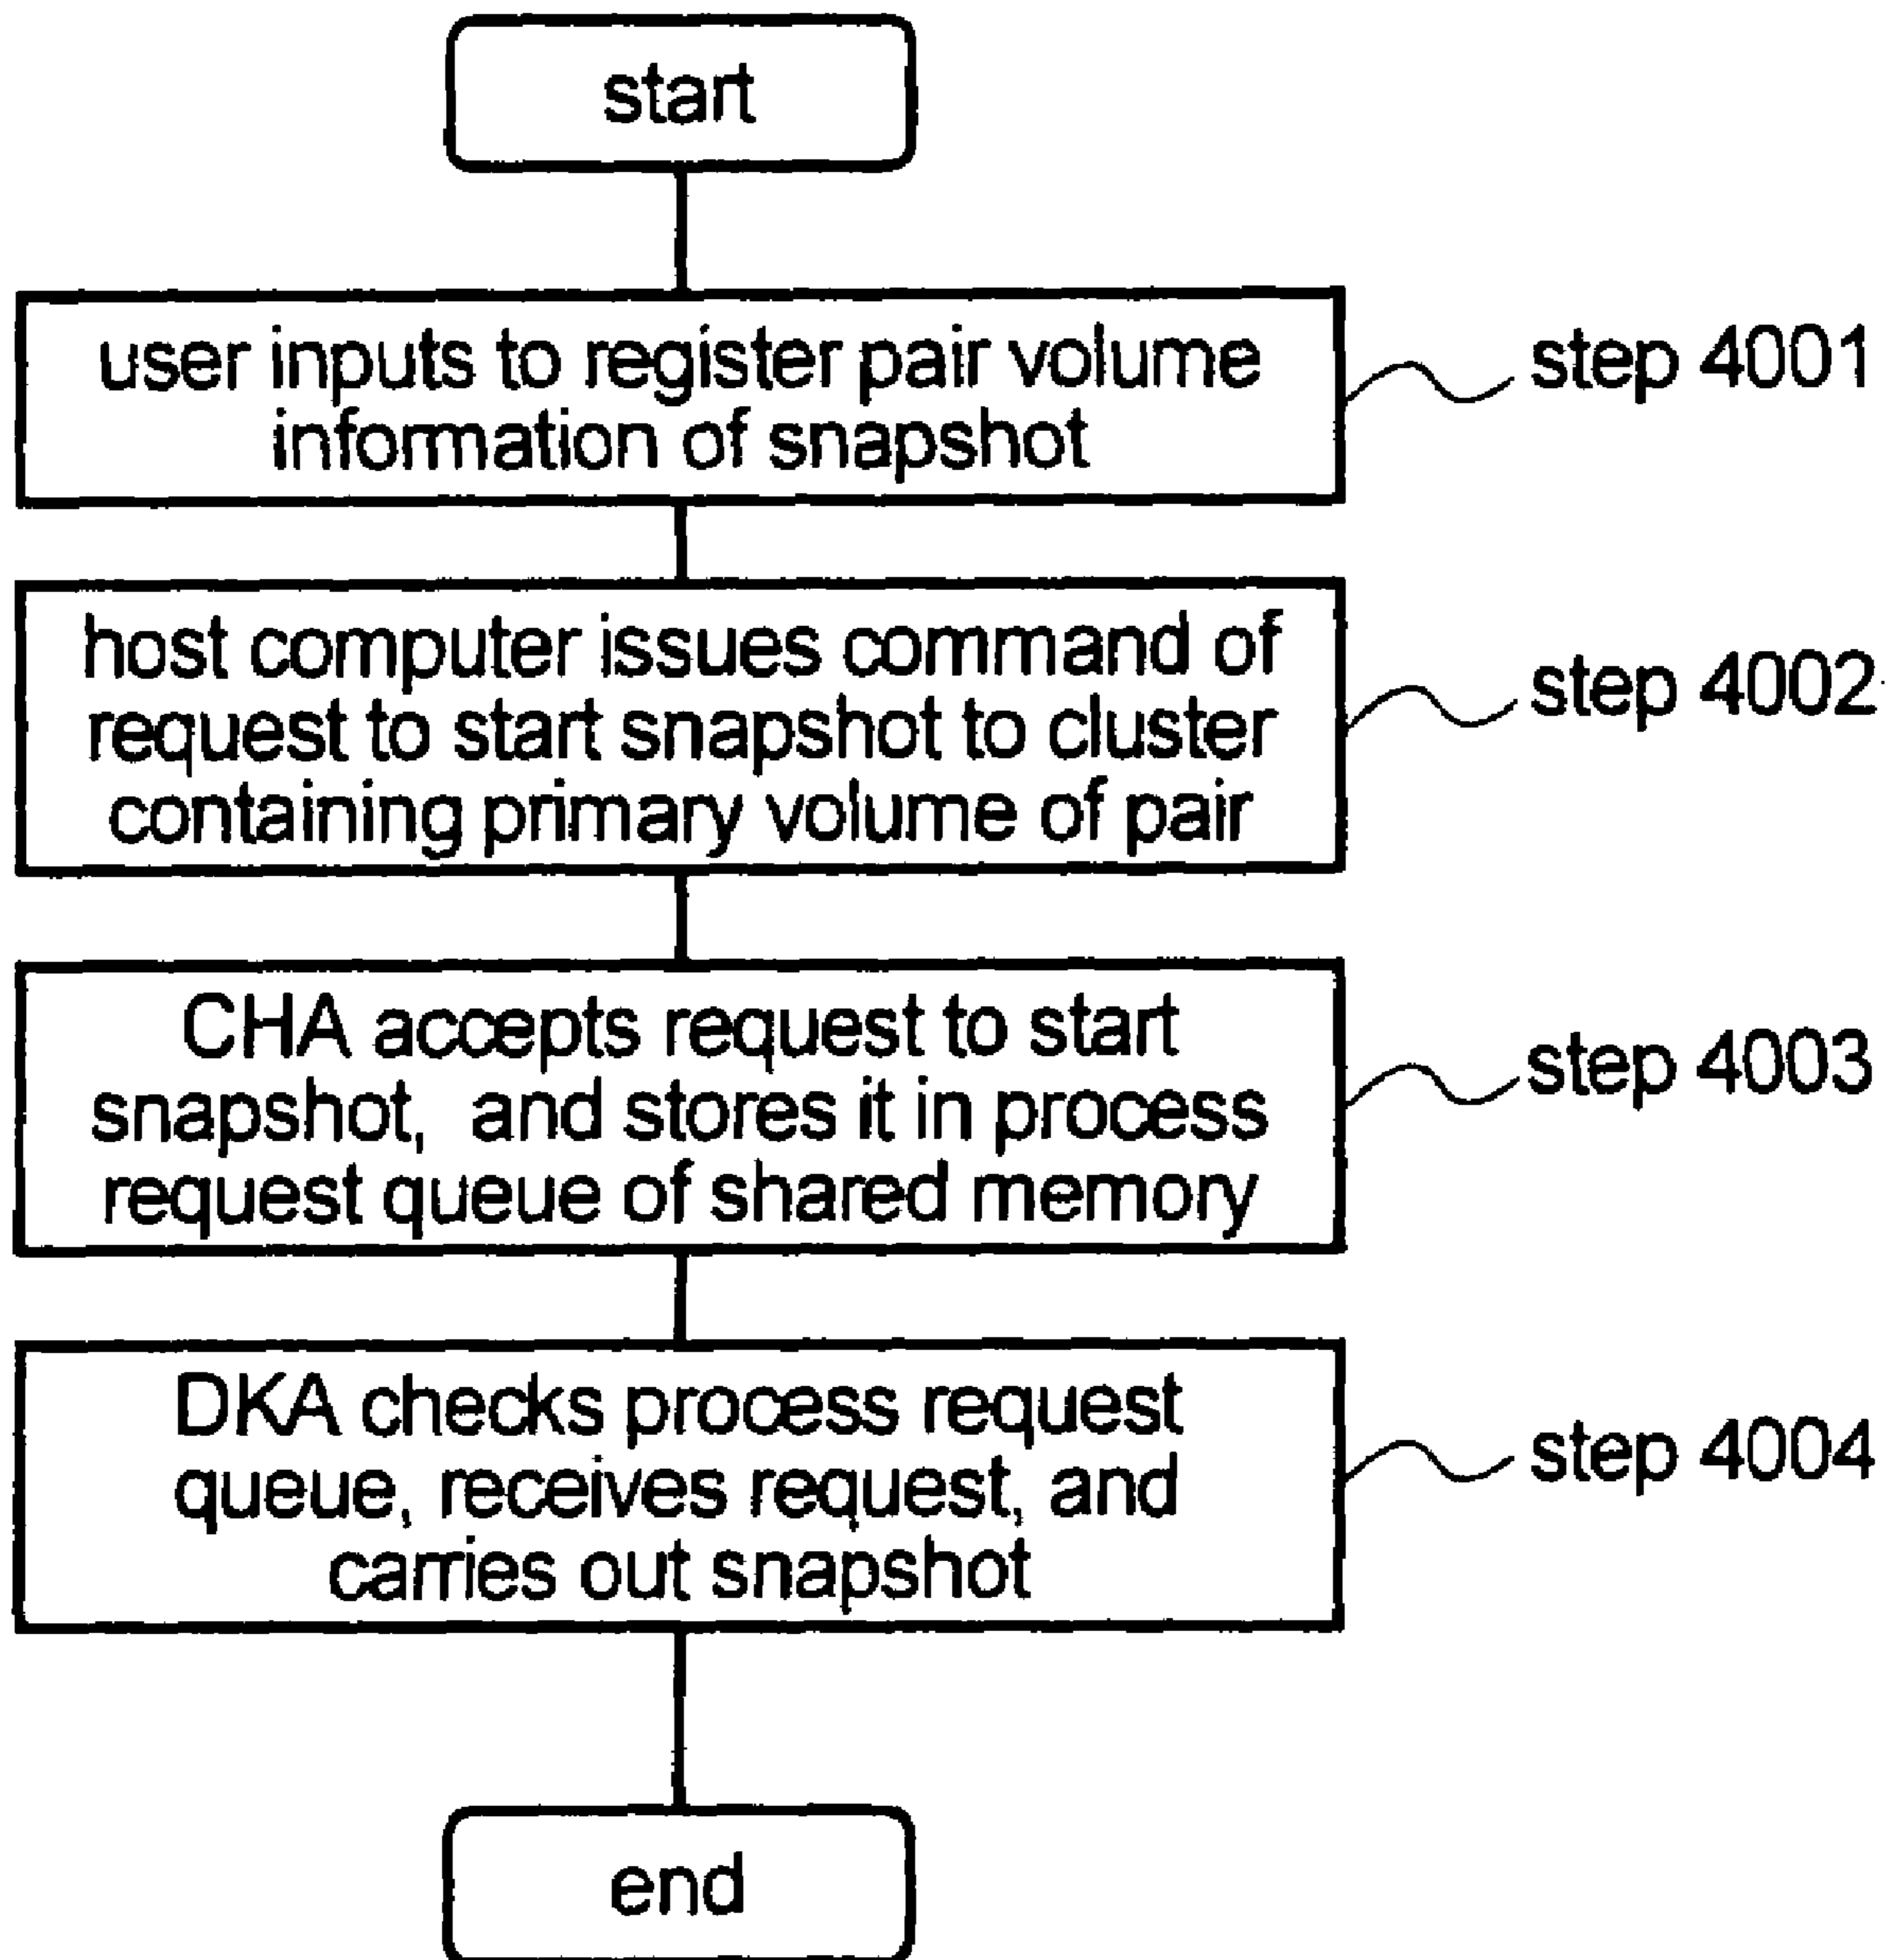 start
user inputs to register pair volume
information of snapshot
step 4001
host computer issues command of
request to start snapshot to cluster
containing primary volume of pair
step 4002
CHA accepts request to start
snapshot, and stores it in process
request queue of shared memory
step 4003
DKA checks process request
queue, receives request, and
carries out snapshot
step 4004
end